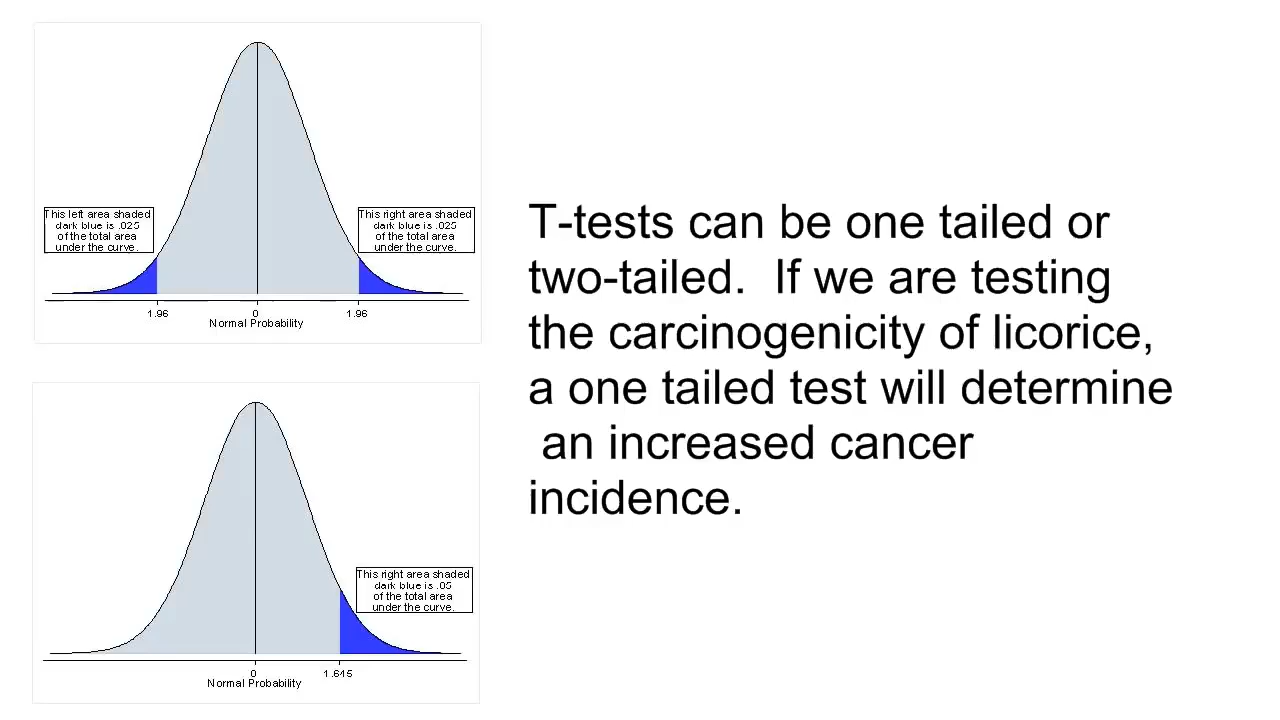 This left area shaded
dark blue is .025
of the total area
under the curve.
This right area shaded
dark blue is .025
of the total area
under the curve.
1.96
0
1.96
Normal Probability
This right area shaded
dark blue is .05
of the total area
under the curve.
0
1.645
Normal Probability
T-tests can be one tailed or
two-tailed.  If we are testing
the carcinogenicity of licorice,
a one tailed test will determine
an increased cancer
incidence.